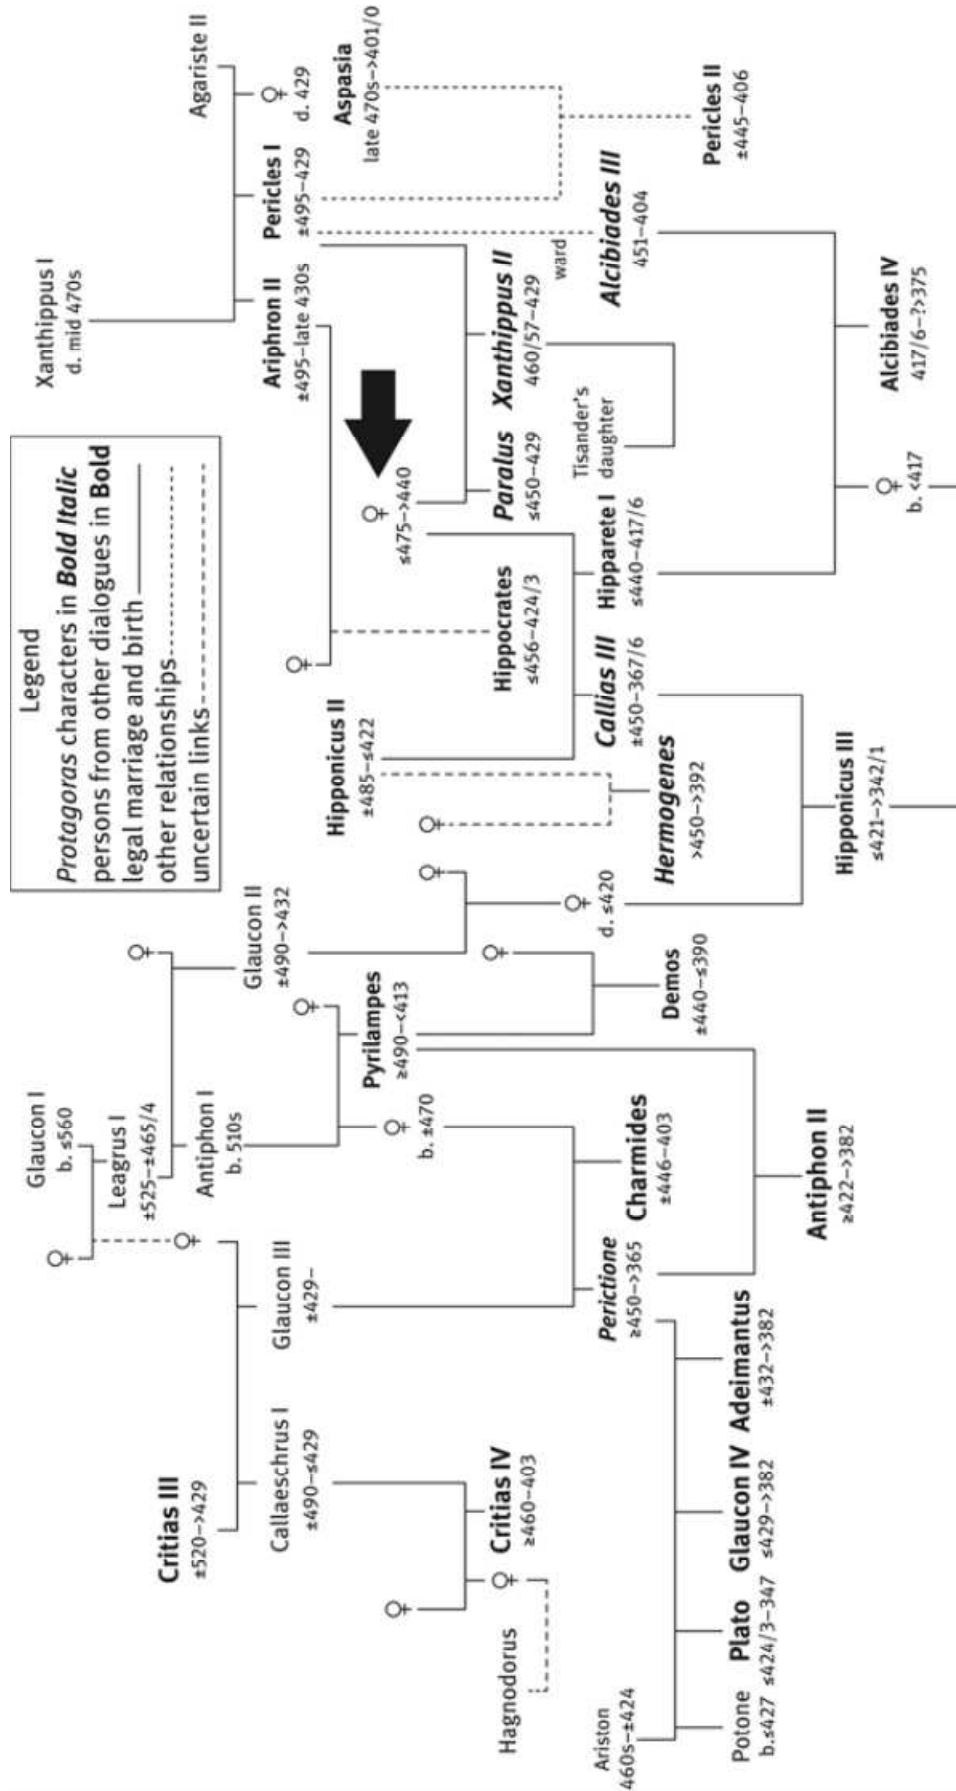 Legend
Protagoras characters in Bold Italic
persons from other dialogues in Bold
legal marriage and birth
other relationships
uncertain links
Xanthippus I
d. mid 470s
Agariste II
Ariphron II
±495–late 430s
Pericles I
±495–429
♀
d. 429
Aspasia
late 470s–>401/0
Pericles II
±445–406
♀
♀
≤475–>440
Hippocrates
≤456–424/3
Paralus
≤450–429
Xanthippus II
460/57–429
ward
Alcibiades III
451–404
Tisander's
daughter
Hipponicus II
±485–≤422
♀
Hermogenes
>450–>392
Callias III
±450–367/6
Hipparete I
≤440–417/6
♀
b. <417
Alcibiades IV
417/6–?>375
Hipponicus III
≤421–>342/1
Glaucon I
b. ≤560
♀
Leagrus I
±525–±465/4
♀
♀
Antiphon I
b. 510s
Glaucon II
±490–>432
♀
♀
d. ≤420
♀
Pyrilampes
≥490–<413
♀
♀
b. ±470
Demos
±440–≤390
Critias III
±520–>429
Callaeschrus I
±490–≤429
Glaucon III
±429–
♀
♀
Critias IV
≥460–403
Hagnodorus
Perictione
≥450–>365
Charmides
±446–403
Antiphon II
≥422–>382
Ariston
460s–±424
Potone
b.≤427
Plato
≤424/3–347
Glaucon IV
≤429–>382
Adeimantus
±432–>382